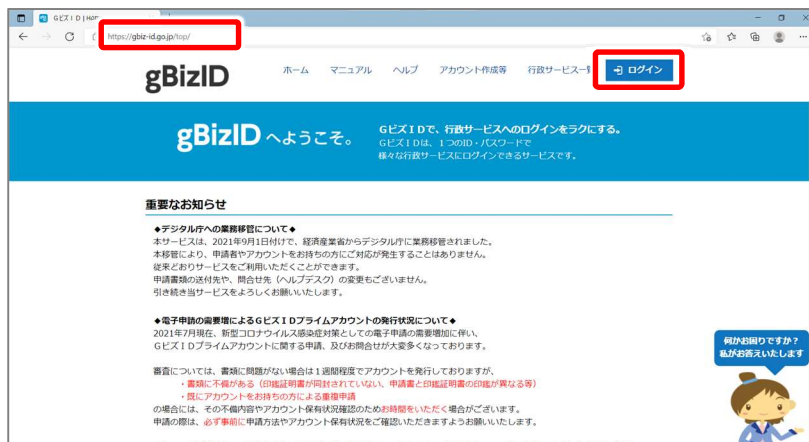 GビズID | Home
https://gbiz-id.go.jp/top/
gBizID
ホーム マニュアル ヘルプ アカウント作成等 行政サービス一覧 ログイン
gBizID へようこそ。
GビズIDで、行政サービスへのログインをラクにする。
GビズIDは、1つのID・パスワードで
様々な行政サービスにログインできるサービスです。
重要なお知らせ
◆デジタル庁への業務移管について◆
本サービスは、2021年9月1日付けで、経済産業省からデジタル庁に業務移管されました。
本移管により、申請者やアカウントをお持ちの方にご対応が発生することはありません。
従来どおりサービスをご利用いただくことができます。
申請書類の送付先や、問合せ先（ヘルプデスク）の変更もございません。
引き続き当サービスをよろしくお願いいたします。
◆電子申請の需要増によるGビズIDプライムアカウントの発行状況について◆
2021年7月現在、新型コロナウイルス感染症対策としての電子申請の需要増加に伴い、
GビズIDプライムアカウントに関する申請、及びお問合せが大変多くなっております。
審査については、書類に問題がない場合は1週間程度でアカウントを発行しておりますが、
・書類に不備がある（印鑑証明書が同封されていない、申請書と印鑑証明書の印鑑が異なる等）
・既にアカウントをお持ちの方による重複申請
の場合には、その不備内容やアカウント保有状況確認のためお時間をいただく場合がございます。
申請の際は、必ず事前に申請方法やアカウント保有状況をご確認いただきますようお願いいたします。
何かお困りですか？
私がお答えいたします